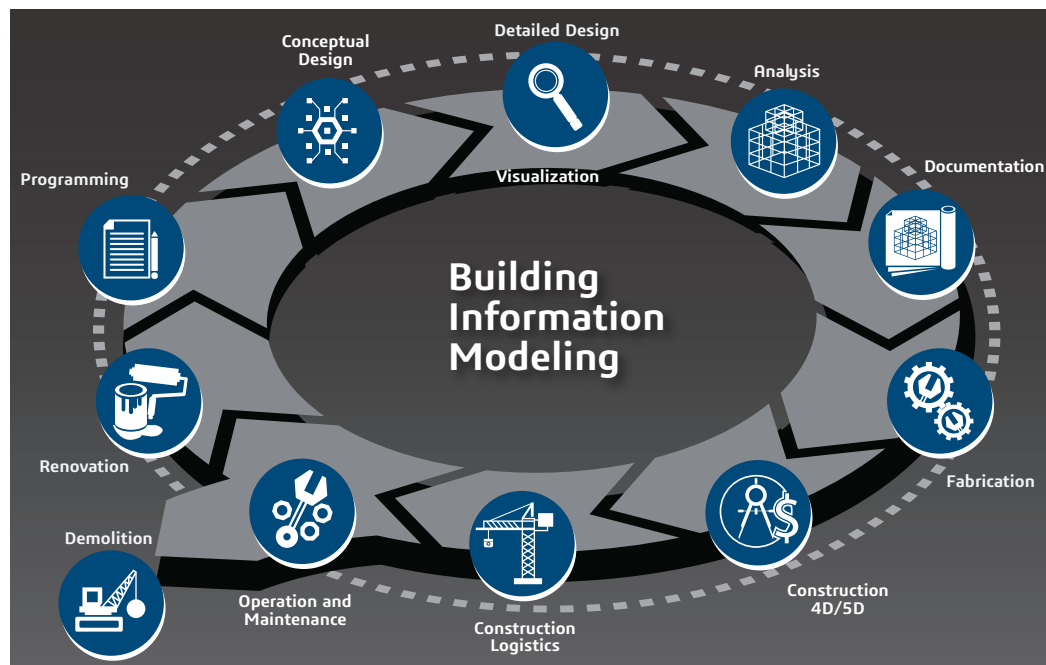 Detailed Design
Conceptual
Design
Analysis
Programming
Visualization
Documentation
Building
Information
Modeling
Renovation
Fabrication
Demolition
Operation and
Maintenance
Construction
Logistics
Construction
4D/5D
$